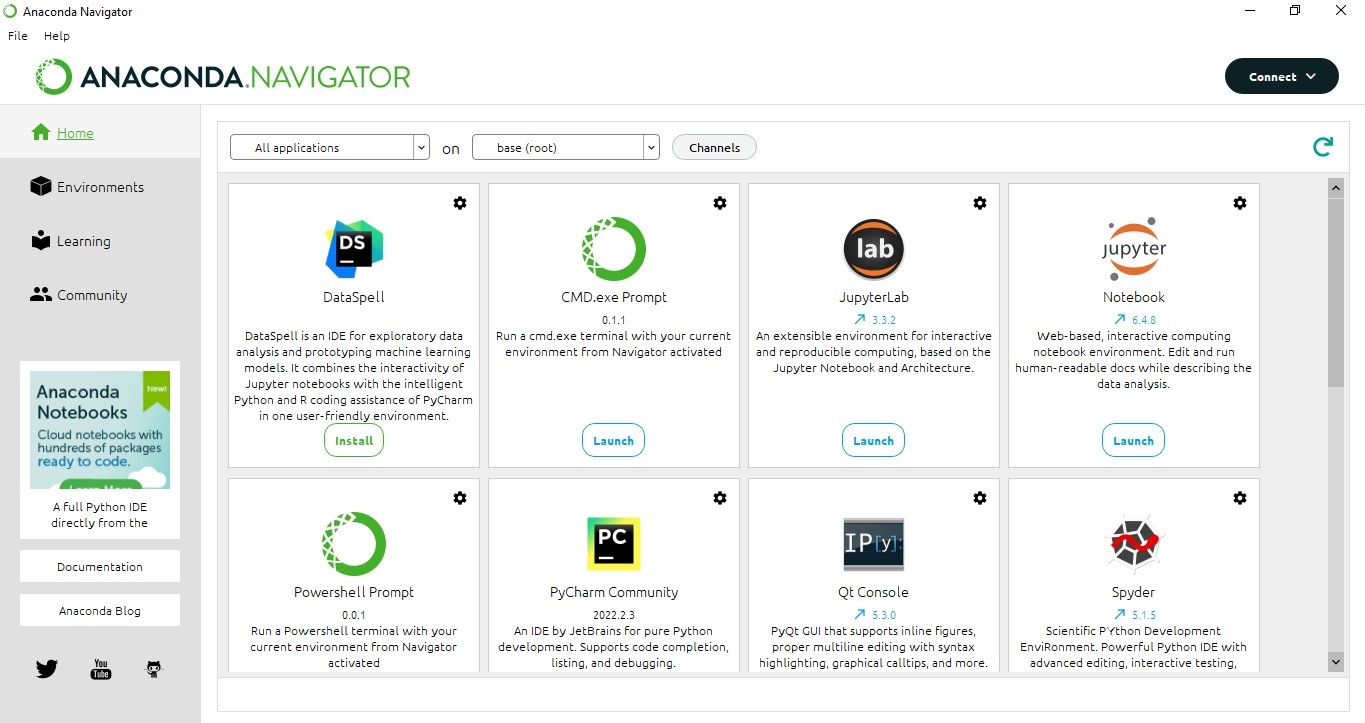 Anaconda Navigator
File Help
ANACONDA.NAVIGATOR
Connect
Home
Environments
Learning
Community
Anaconda
Notebooks
New!
Cloud notebooks with
hundreds of packages
ready to code.
Learn More
A full Python IDE
directly from the
Documentation
Anaconda Blog
You
Tube
All applications
on
base (root)
Channels
DS
DataSpell
DataSpell is an IDE for exploratory data
analysis and prototyping machine learning
models. It combines the interactivity of
Jupyter notebooks with the intelligent
Python and R coding assistance of PyCharm
in one user-friendly environment.
Install
CMD.exe Prompt
0.1.1
Run a cmd.exe terminal with your current
environment from Navigator activated
Launch
lab
JupyterLab
3.3.2
An extensible environment for interactive
and reproducible computing, based on the
Jupyter Notebook and Architecture.
Launch
jupyter
Notebook
6.4.8
Web-based, interactive computing
notebook environment. Edit and run
human-readable docs while describing the
data analysis.
Launch
Powershell Prompt
0.0.1
Run a Powershell terminal with your
current environment from Navigator
activated
PC
PyCharm Community
2022.2.3
An IDE by JetBrains for pure Python
development. Supports code completion,
listing, and debugging.
IP[y]:
Qt Console
5.3.0
PyQt GUI that supports inline figures,
proper multiline editing with syntax
highlighting, graphical calltips, and more.
Spyder
5.1.5
Scientific PYthon Development
EnviRonment. Powerful Python IDE with
advanced editing, interactive testing,